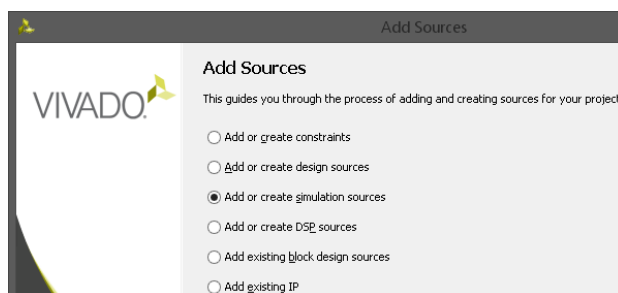 Add Sources
VIVADO.
Add Sources
This guides you through the process of adding and creating sources for your project
Add or create constraints
Add or create design sources
Add or create simulation sources
Add or create DSP sources
Add existing block design sources
Add existing IP